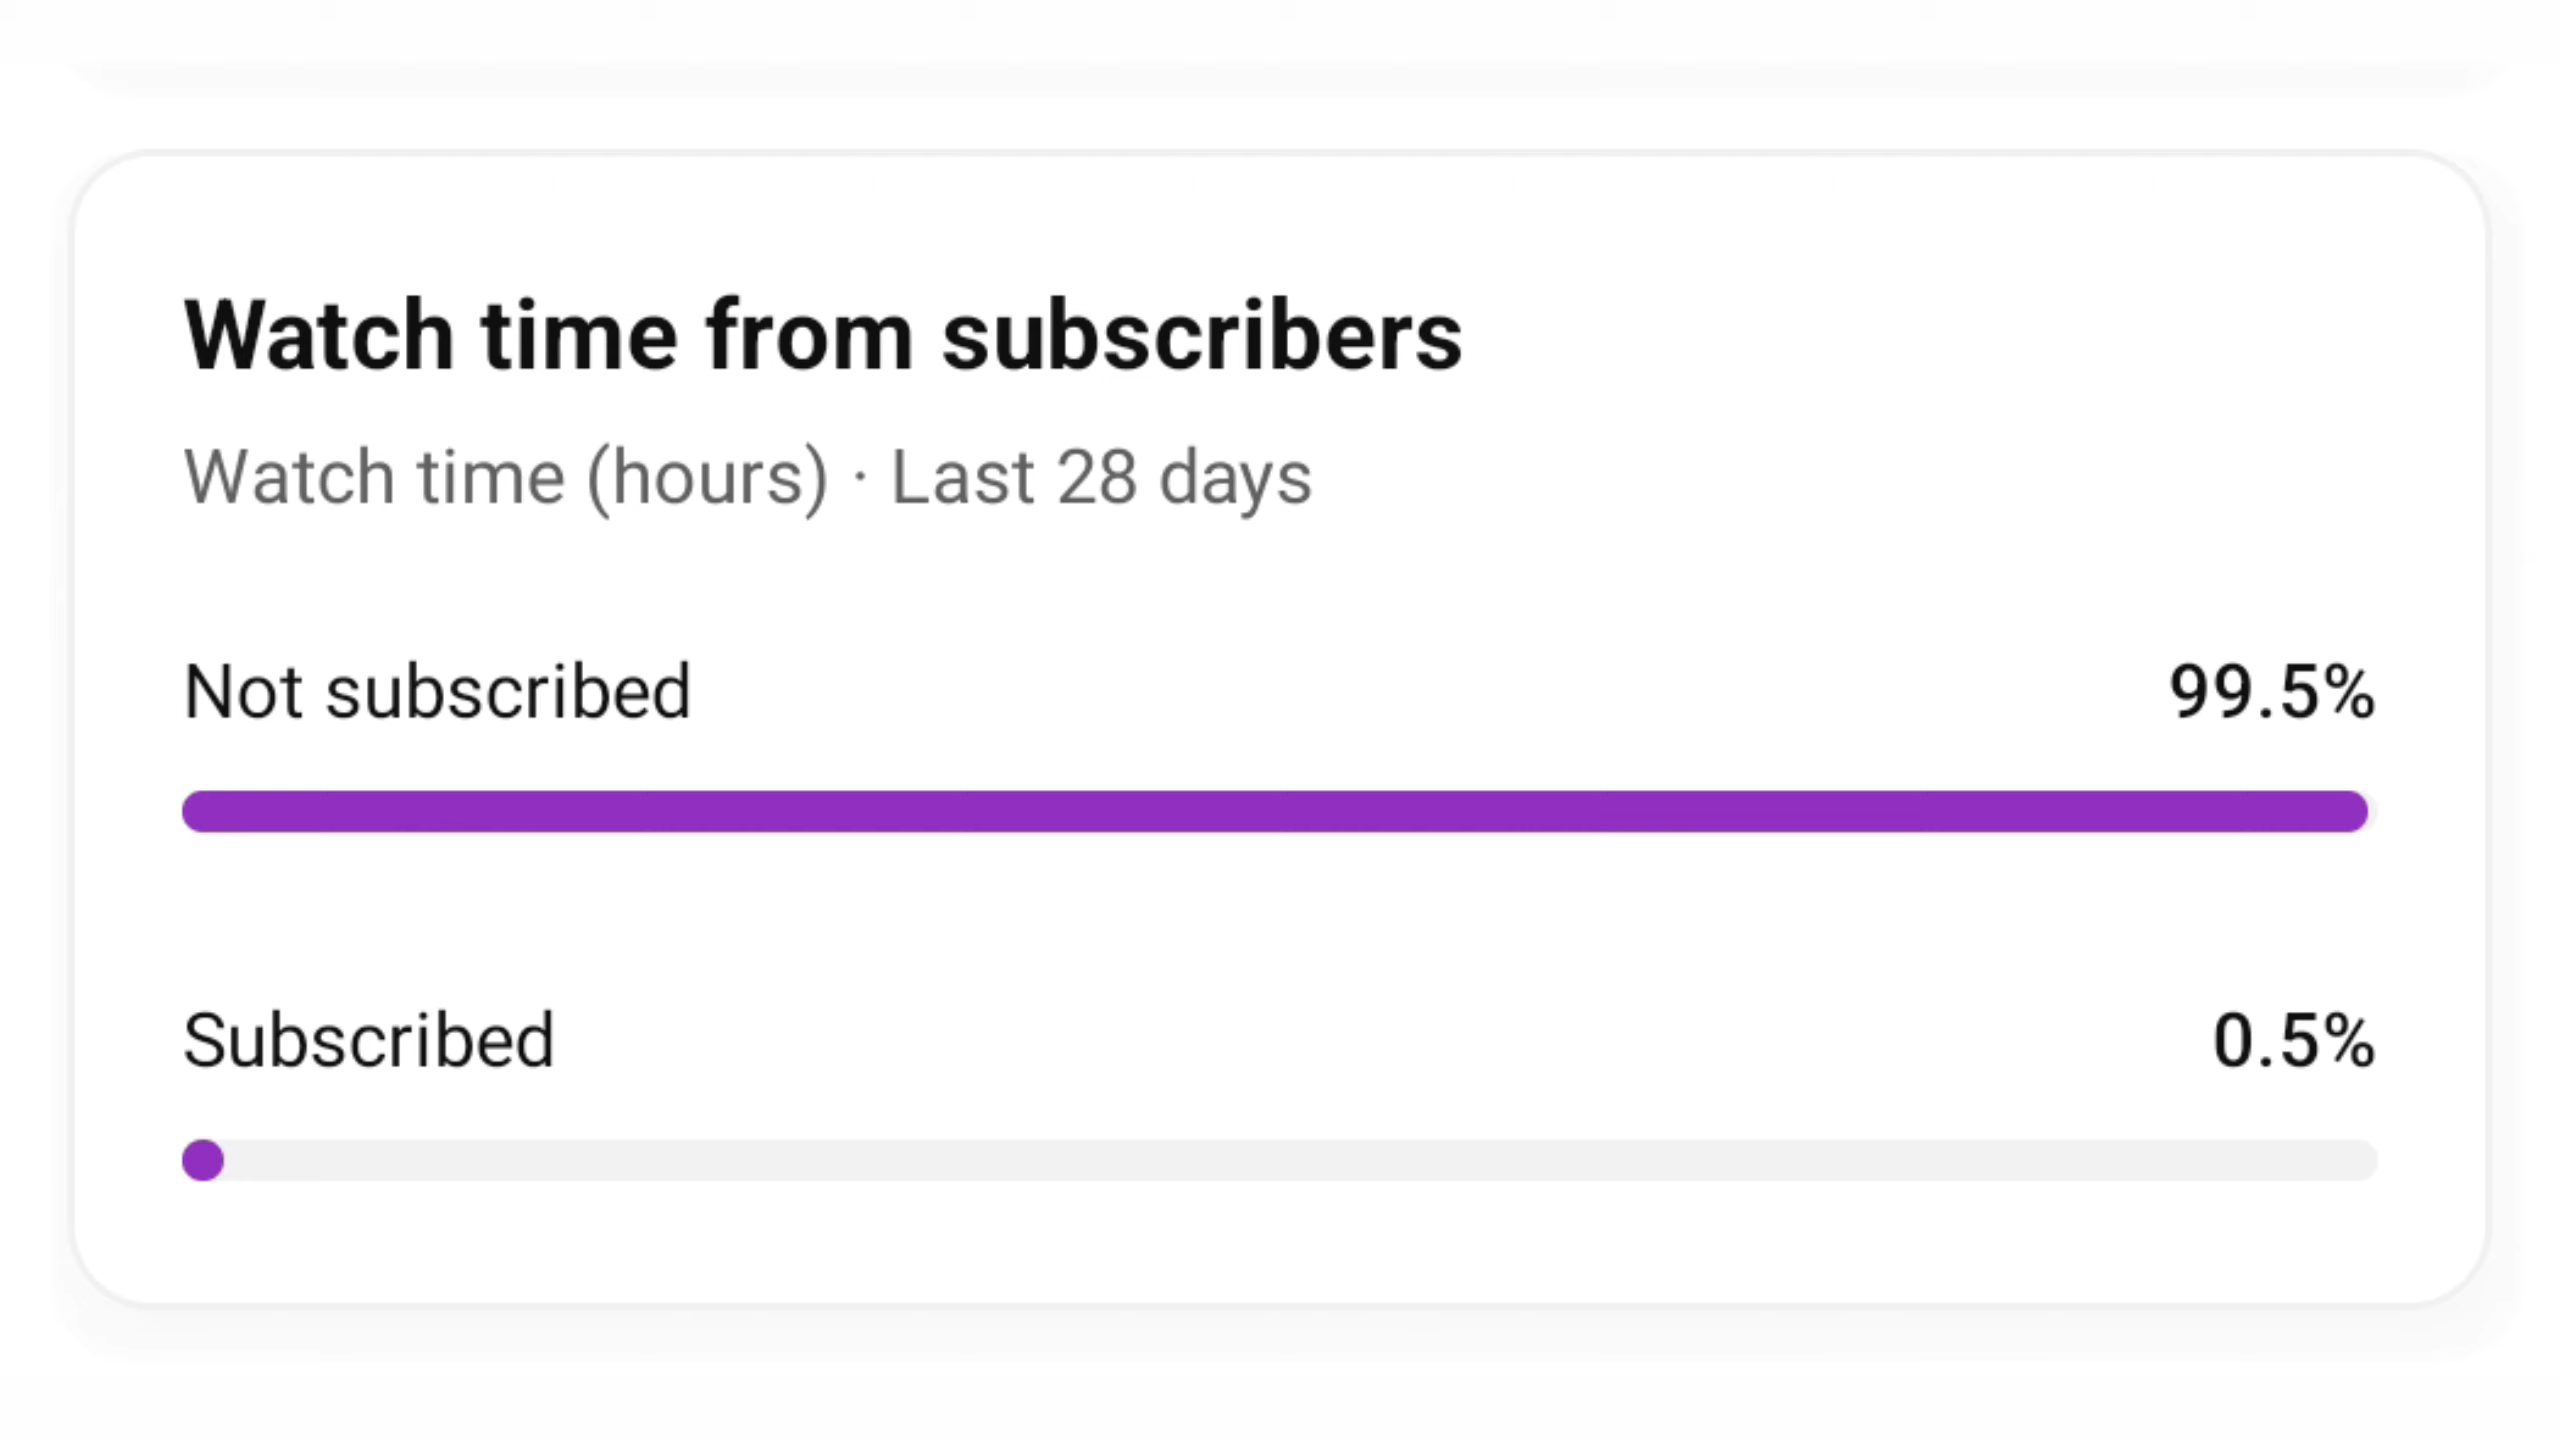 Watch time from subscribers
Watch time (hours) · Last 28 days
Not subscribed 99.5%
Subscribed 0.5%